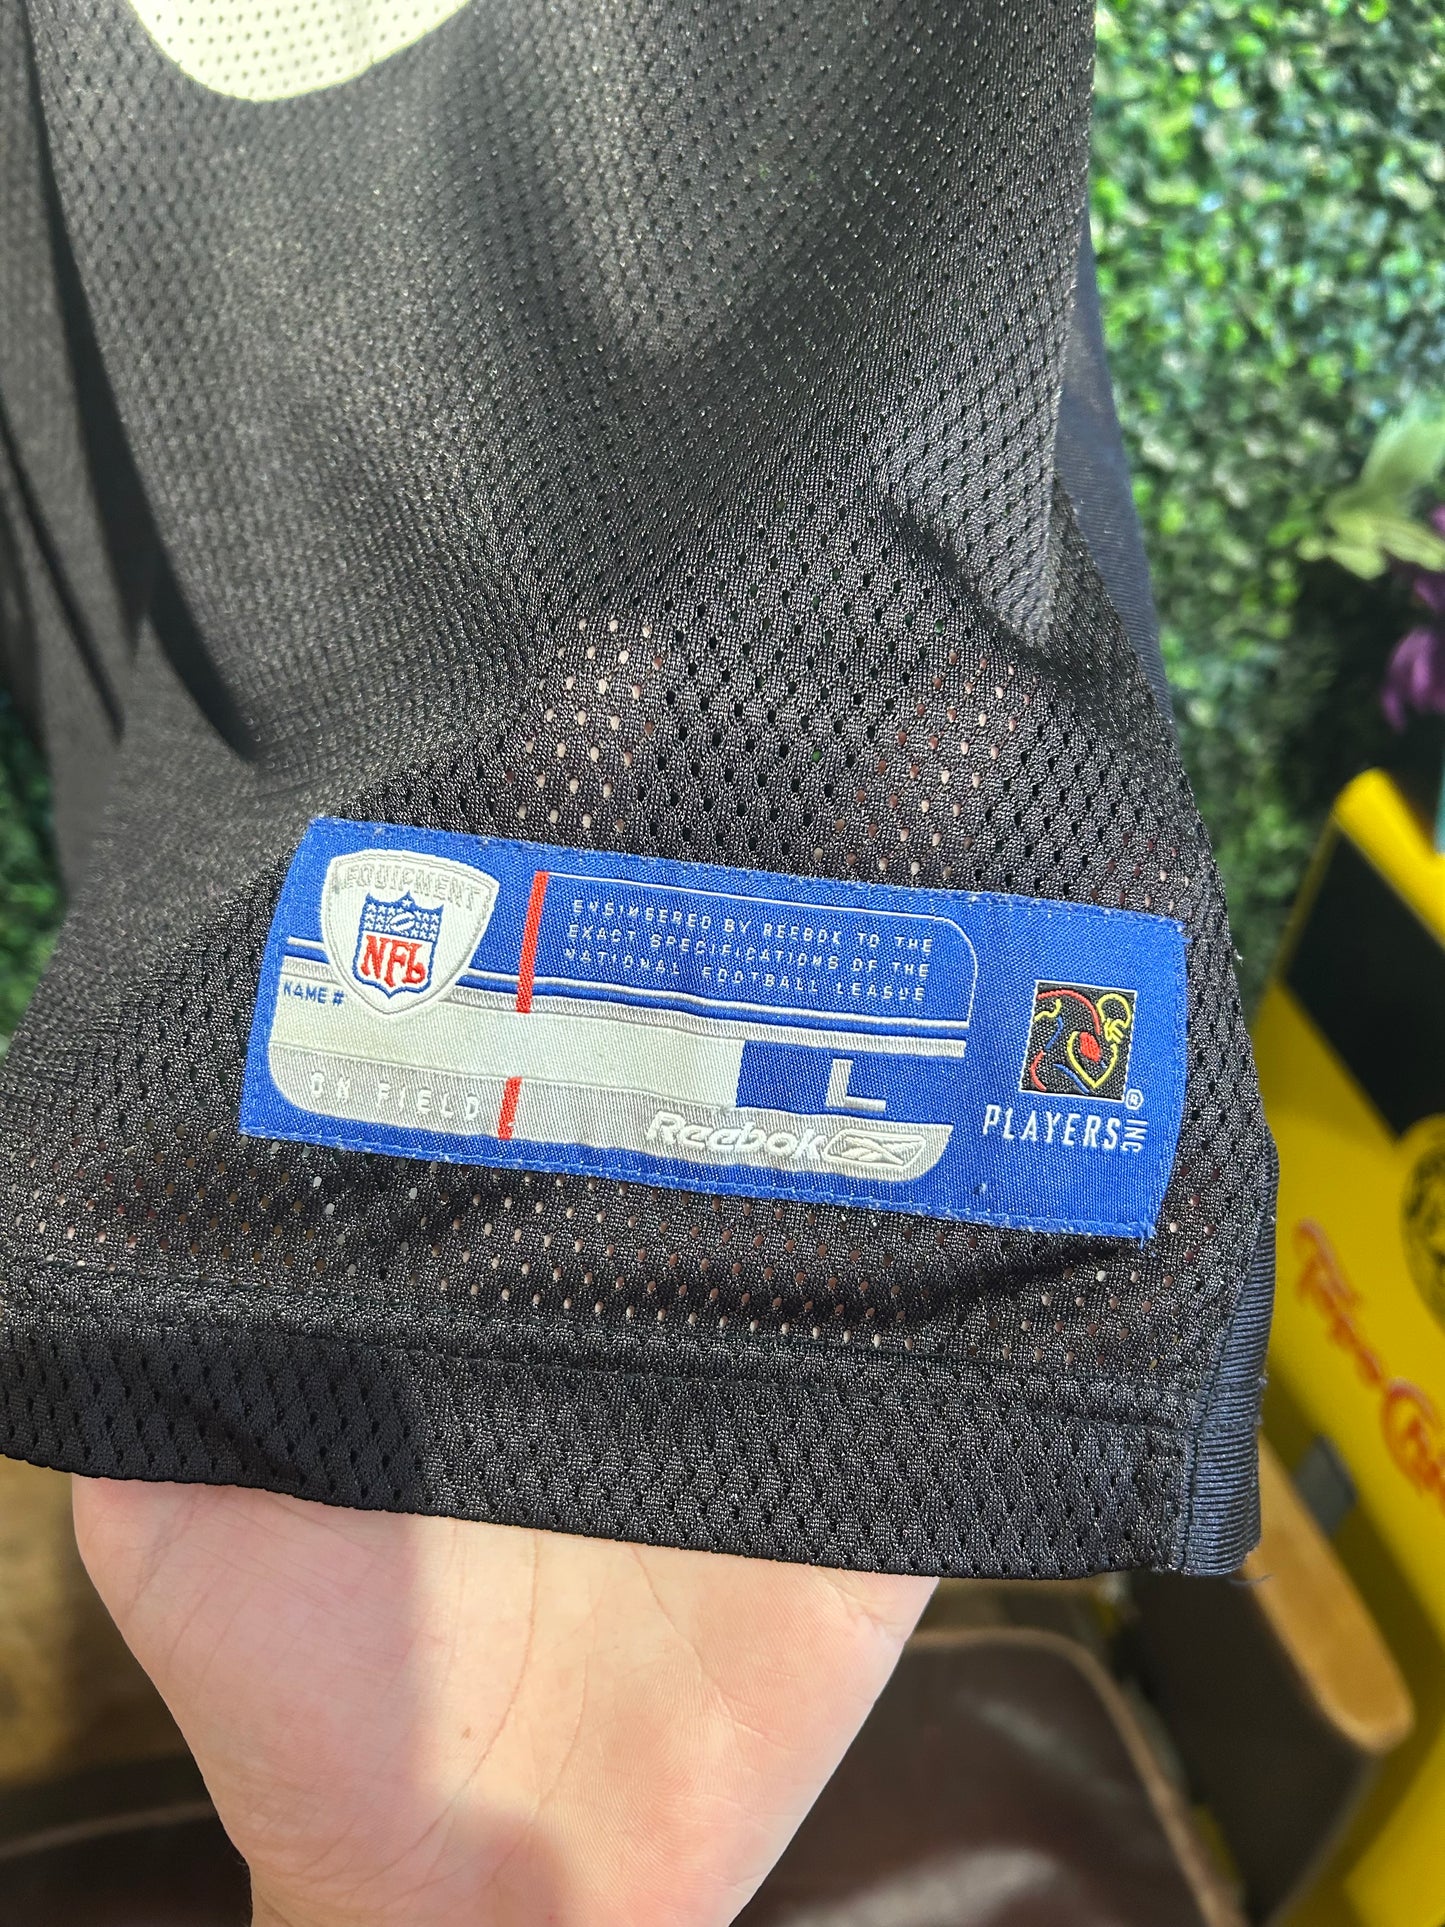 EQUIPMENT
NFL
ENGINEERED BY REEBOK TO THE
EXACT SPECIFICATIONS OF THE
NATIONAL FOOTBALL LEAGUE
NAME #
L
ON FIELD
Reebok
PLAYERS INC
®